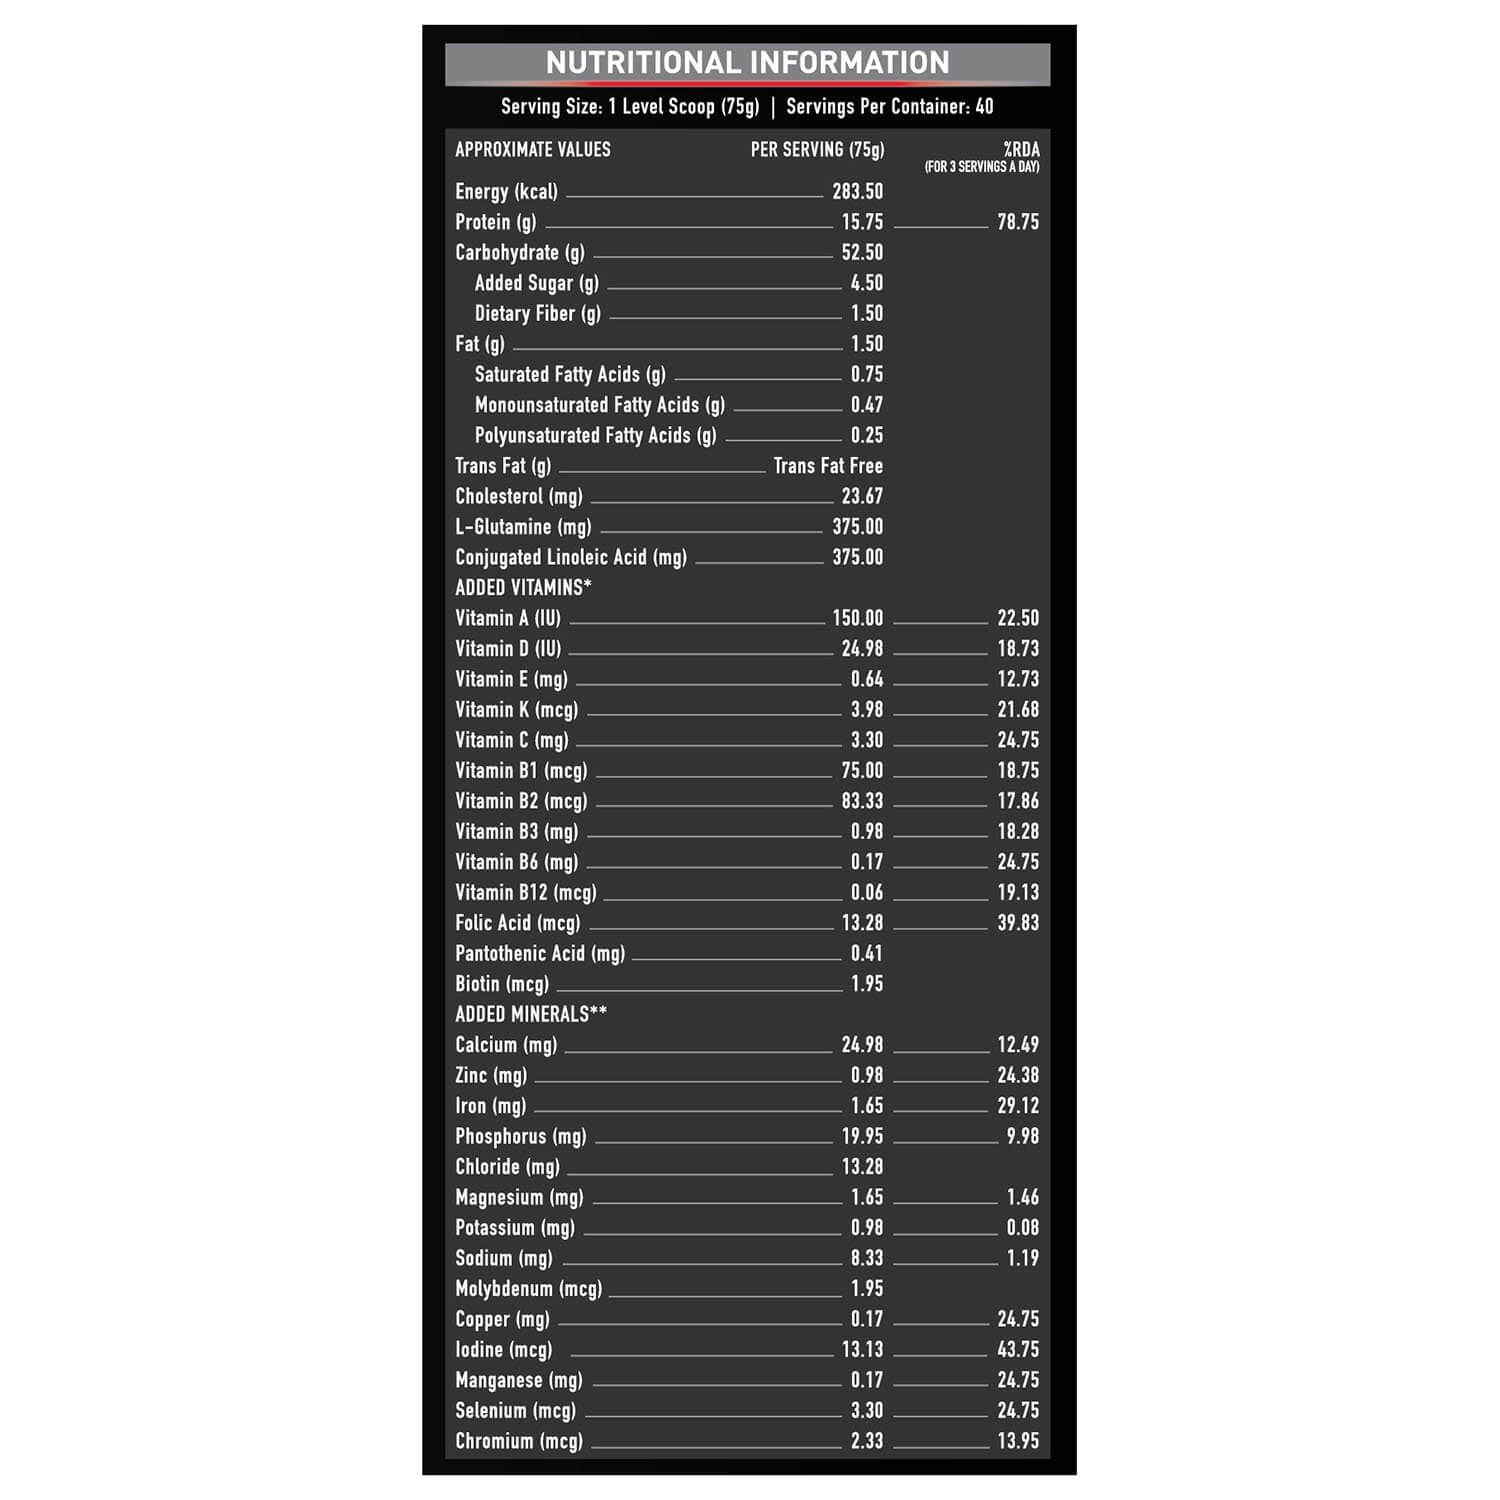 NUTRITIONAL INFORMATION
Serving Size: 1 Level Scoop (75g) | Servings Per Container: 40
APPROXIMATE VALUES PER SERVING (75g) %RDA
(FOR 3 SERVINGS A DAY)
Energy (kcal) 283.50
Protein (g) 15.75 78.75
Carbohydrate (g) 52.50
Added Sugar (g) 4.50
Dietary Fiber (g) 1.50
Fat (g) 1.50
Saturated Fatty Acids (g) 0.75
Monounsaturated Fatty Acids (g) 0.47
Polyunsaturated Fatty Acids (g) 0.25
Trans Fat (g) Trans Fat Free
Cholesterol (mg) 23.67
L-Glutamine (mg) 375.00
Conjugated Linoleic Acid (mg) 375.00
ADDED VITAMINS*
Vitamin A (IU) 150.00 22.50
Vitamin D (IU) 24.98 18.73
Vitamin E (mg) 0.64 12.73
Vitamin K (mcg) 3.98 21.68
Vitamin C (mg) 3.30 24.75
Vitamin B1 (mcg) 75.00 18.75
Vitamin B2 (mcg) 83.33 17.86
Vitamin B3 (mg) 0.98 18.28
Vitamin B6 (mg) 0.17 24.75
Vitamin B12 (mcg) 0.06 19.13
Folic Acid (mcg) 13.28 39.83
Pantothenic Acid (mg) 0.41
Biotin (mcg) 1.95
ADDED MINERALS**
Calcium (mg) 24.98 12.49
Zinc (mg) 0.98 24.38
Iron (mg) 1.65 29.12
Phosphorus (mg) 19.95 9.98
Chloride (mg) 13.28
Magnesium (mg) 1.65 1.46
Potassium (mg) 0.98 0.08
Sodium (mg) 8.33 1.19
Molybdenum (mcg) 1.95
Copper (mg) 0.17 24.75
Iodine (mcg) 13.13 43.75
Manganese (mg) 0.17 24.75
Selenium (mcg) 3.30 24.75
Chromium (mcg) 2.33 13.95